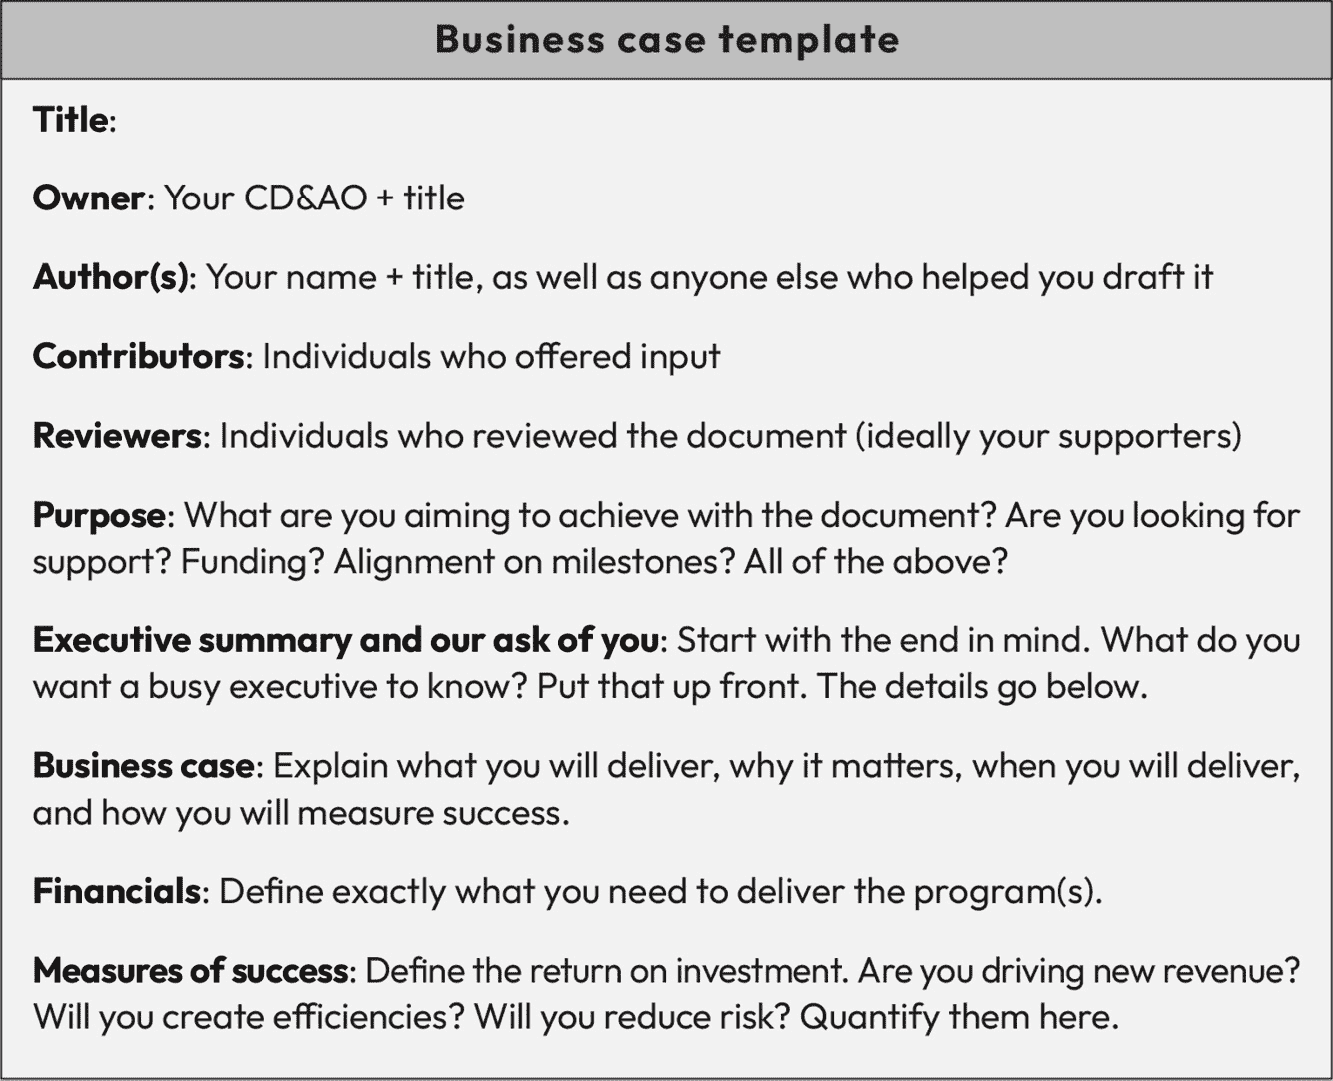 Business case template
Title:
Owner: Your CD&AO + title
Author(s): Your name + title, as well as anyone else who helped you draft it
Contributors: Individuals who offered input
Reviewers: Individuals who reviewed the document (ideally your supporters)
Purpose: What are you aiming to achieve with the document? Are you looking for
support? Funding? Alignment on milestones? All of the above?
Executive summary and our ask of you: Start with the end in mind. What do you
want a busy executive to know? Put that up front. The details go below.
Business case: Explain what you will deliver, why it matters, when you will deliver,
and how you will measure success.
Financials: Define exactly what you need to deliver the program(s).
Measures of success: Define the return on investment. Are you driving new revenue?
Will you create efficiencies? Will you reduce risk? Quantify them here.